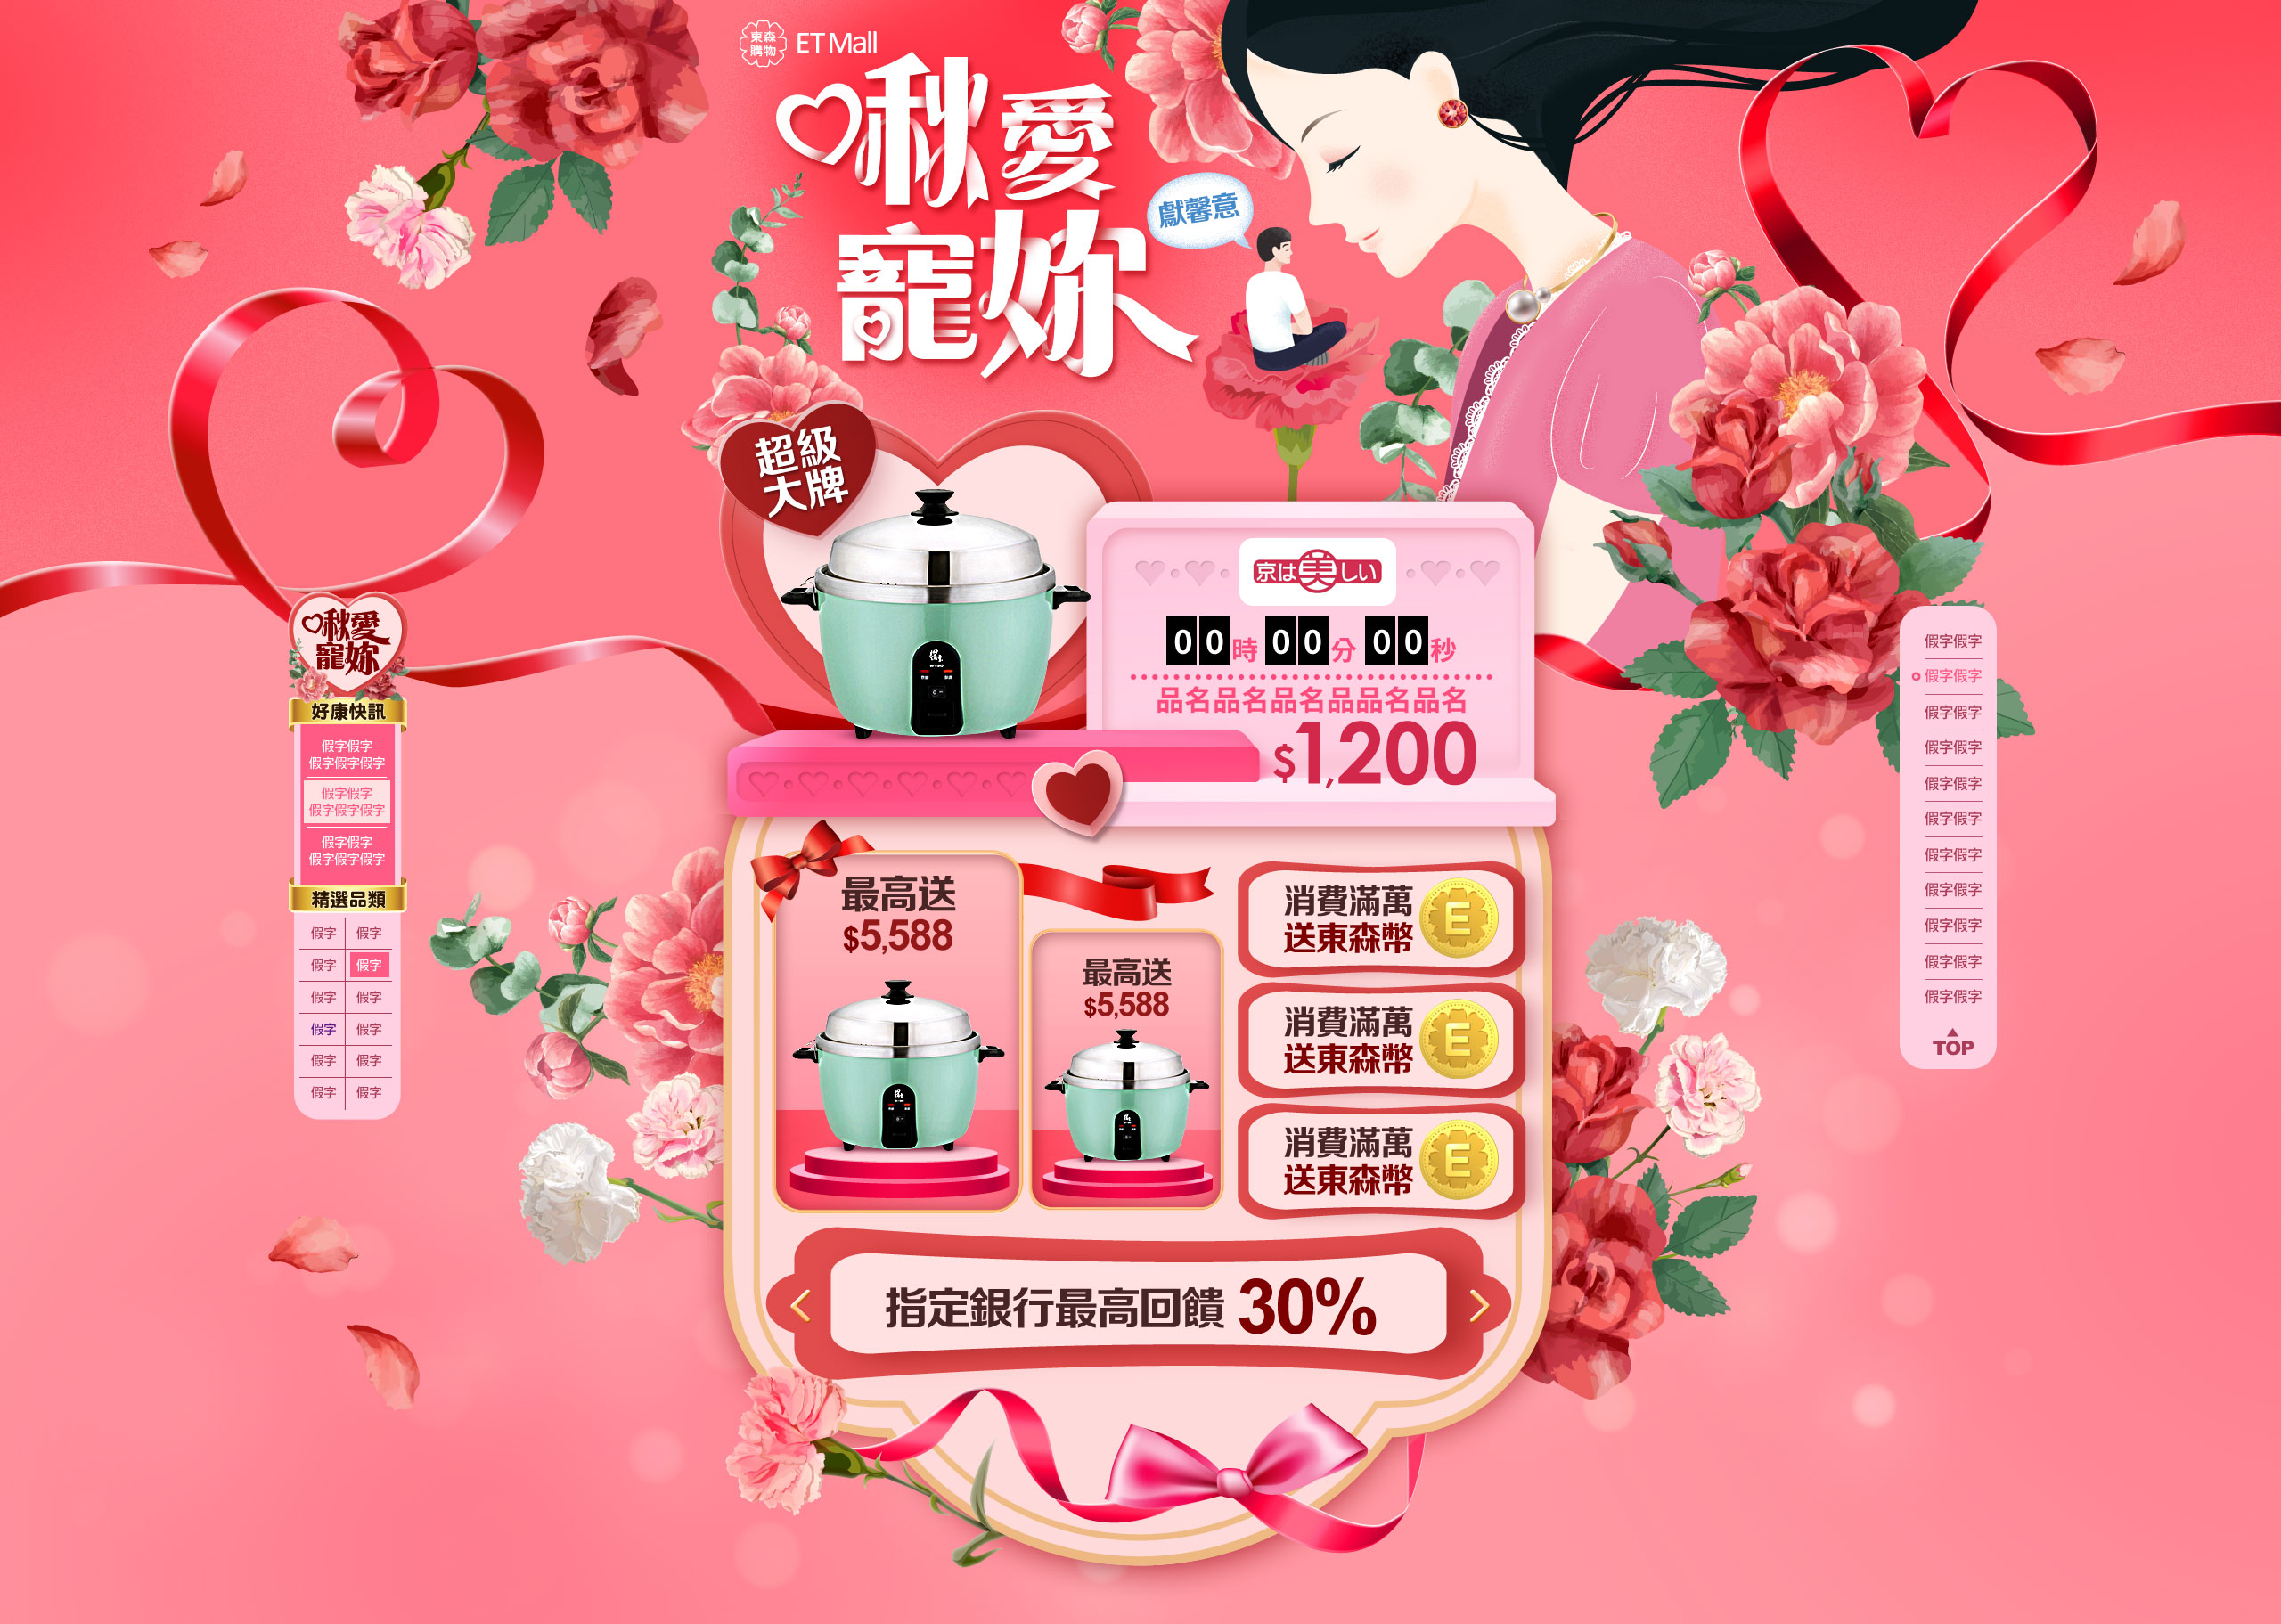 東森
購物
ETMall
啾愛
寵妳
獻馨意
超級
大牌
京は美しい
00時00分00秒
品名品名品名品品名品名
$1,200
最高送
$5,588
最高送
$5,588
消費滿萬
送東森幣
E
消費滿萬
送東森幣
E
消費滿萬
送東森幣
E
指定銀行最高回饋 30%
啾愛
寵妳
好康快訊
假字假字
假字假字假字
假字假字
假字假字假字
假字假字
假字假字假字
精選品類
假字 假字
假字 假字
假字 假字
假字 假字
假字 假字
假字 假字
假字假字
假字假字
假字假字
假字假字
假字假字
假字假字
假字假字
假字假字
假字假字
假字假字
假字假字
TOP